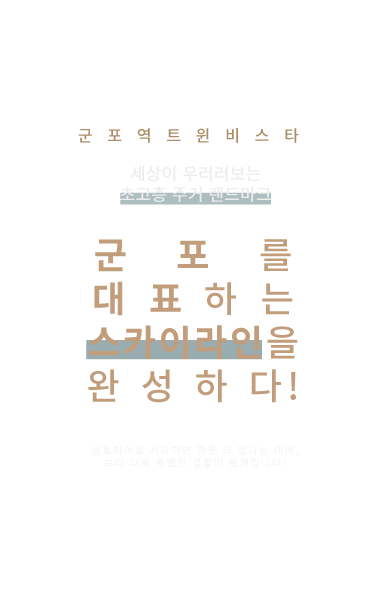 군 포 역 트 윈 비 스 타
세상이 우러러보는
초고층 주거 랜드마크
군 포 를
대 표 하 는
스카이라인을
완 성 하 다!